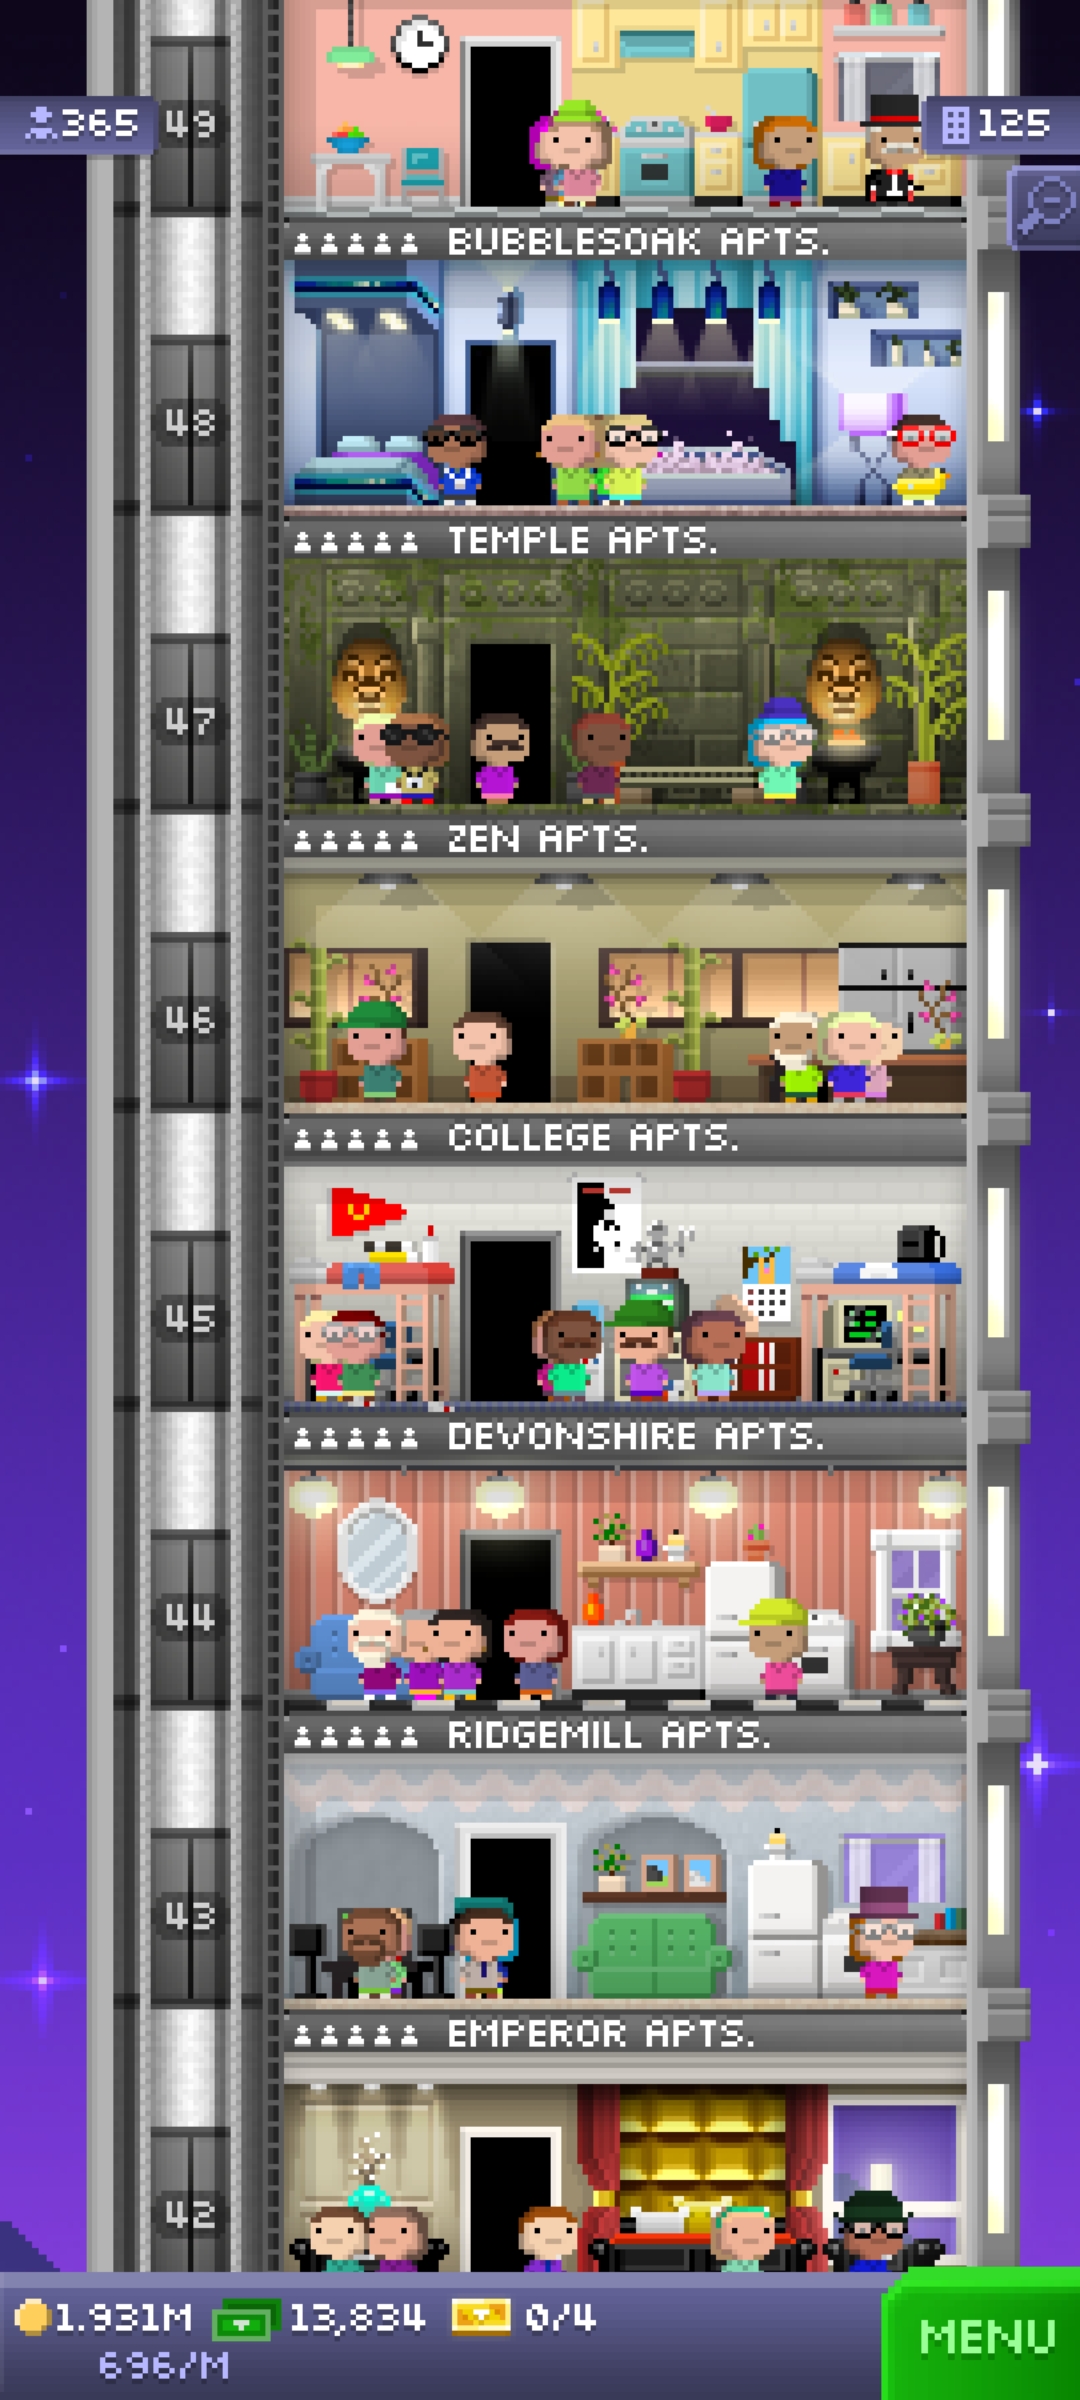 365
49
125
BUBBLESOAK APTS.
48
TEMPLE APTS.
47
ZEN APTS.
46
COLLEGE APTS.
45
DEVONSHIRE APTS.
44
RIDGEMILL APTS.
43
EMPEROR APTS.
42
1.931M 13,834 0/4
696/M
MENU